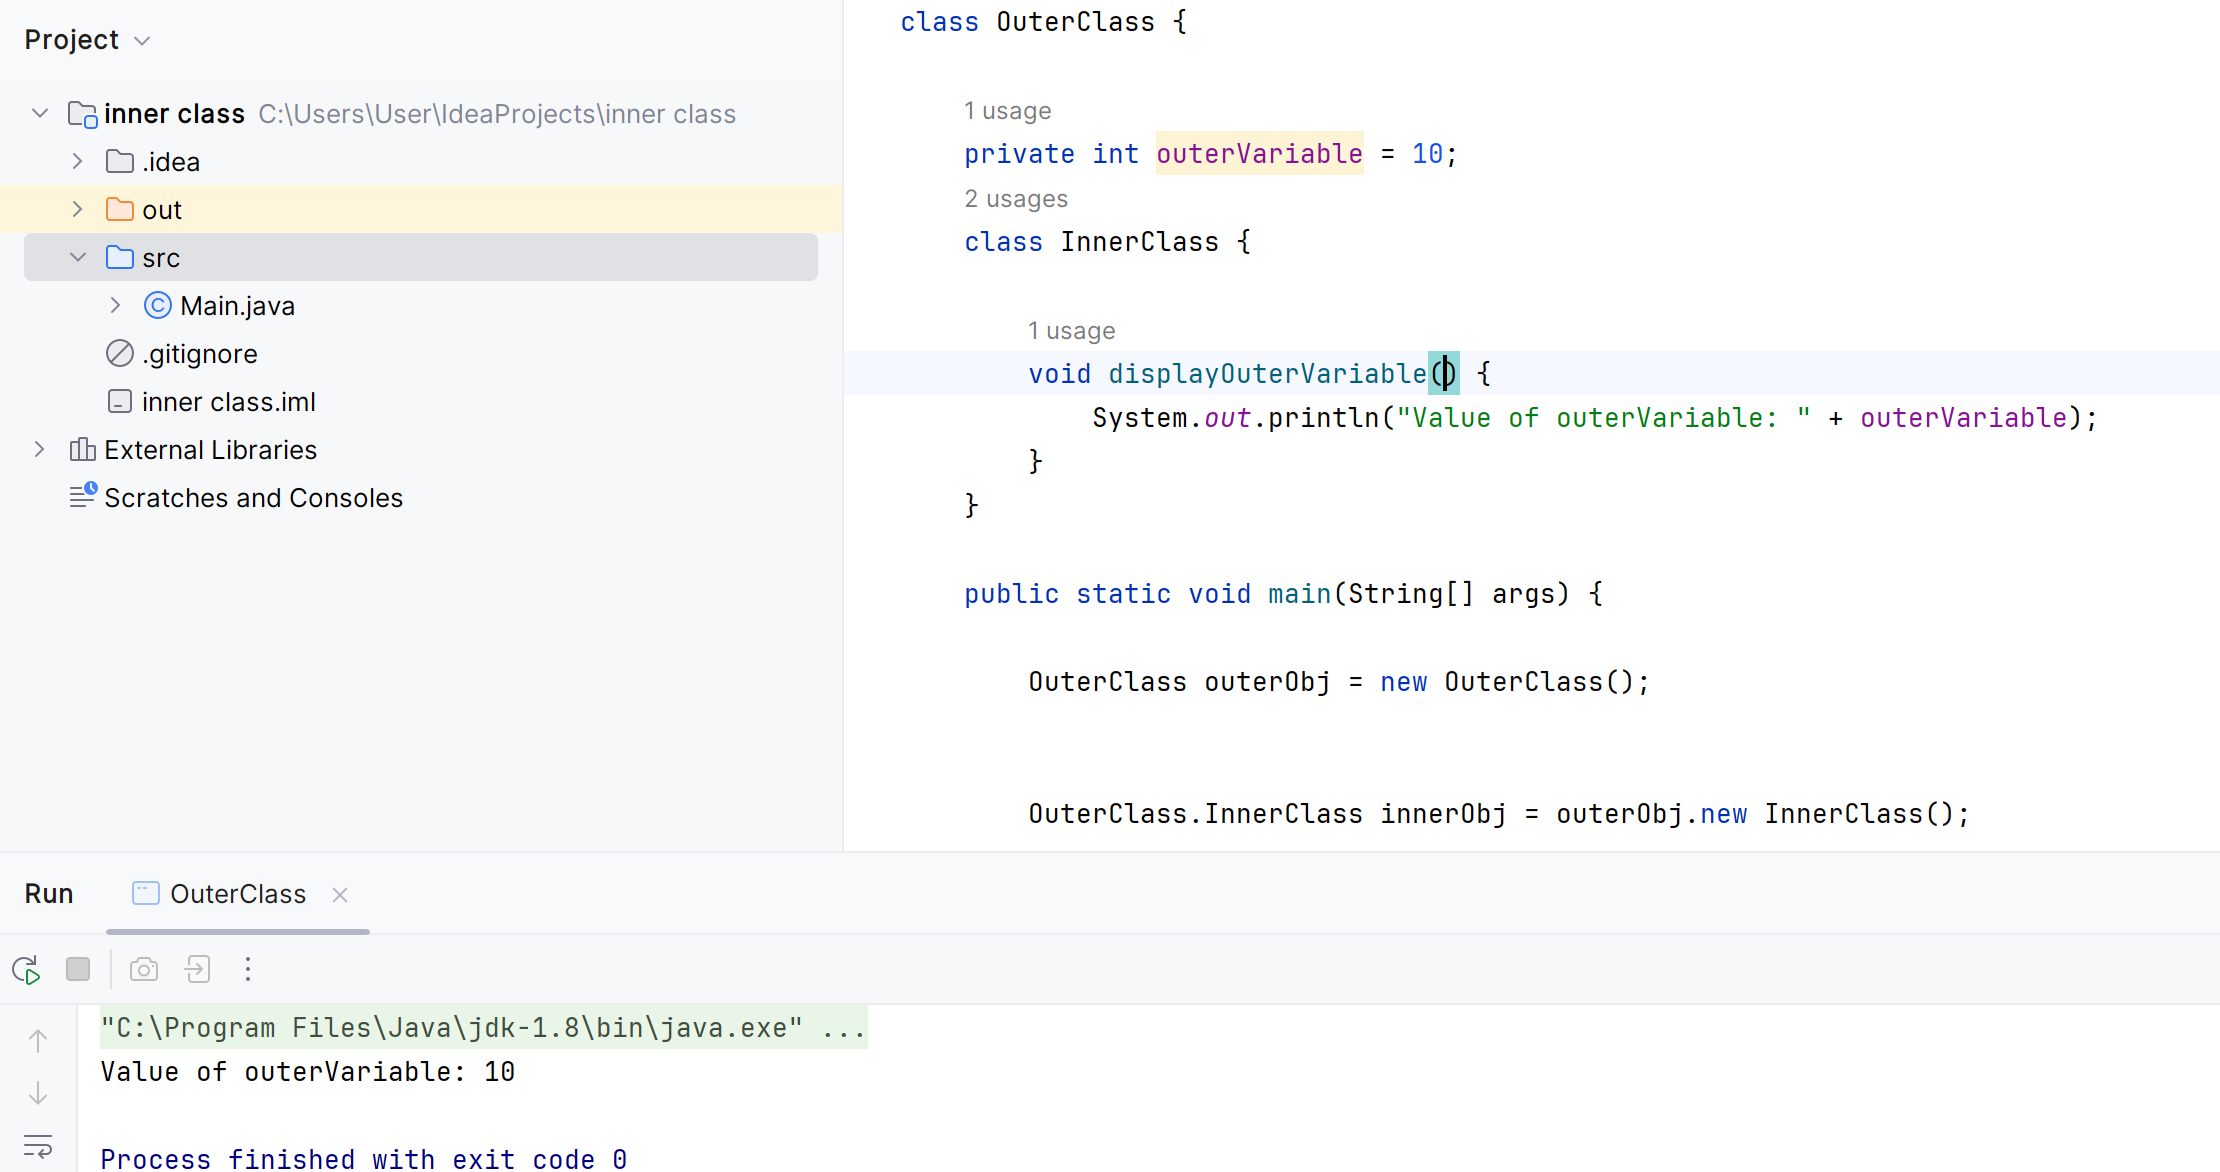 Project
inner class C:\Users\User\IdeaProjects\inner class
.idea
out
src
Main.java
.gitignore
inner class.iml
External Libraries
Scratches and Consoles
class OuterClass {
1 usage
private int outerVariable = 10;
2 usages
class InnerClass {
1 usage
void displayOuterVariable() {
System.out.println("Value of outerVariable: " + outerVariable);
}
}
public static void main(String[] args) {
OuterClass outerObj = new OuterClass();
OuterClass.InnerClass innerObj = outerObj.new InnerClass();
Run OuterClass
"C:\Program Files\Java\jdk-1.8\bin\java.exe" ...
Value of outerVariable: 10
Process finished with exit code 0